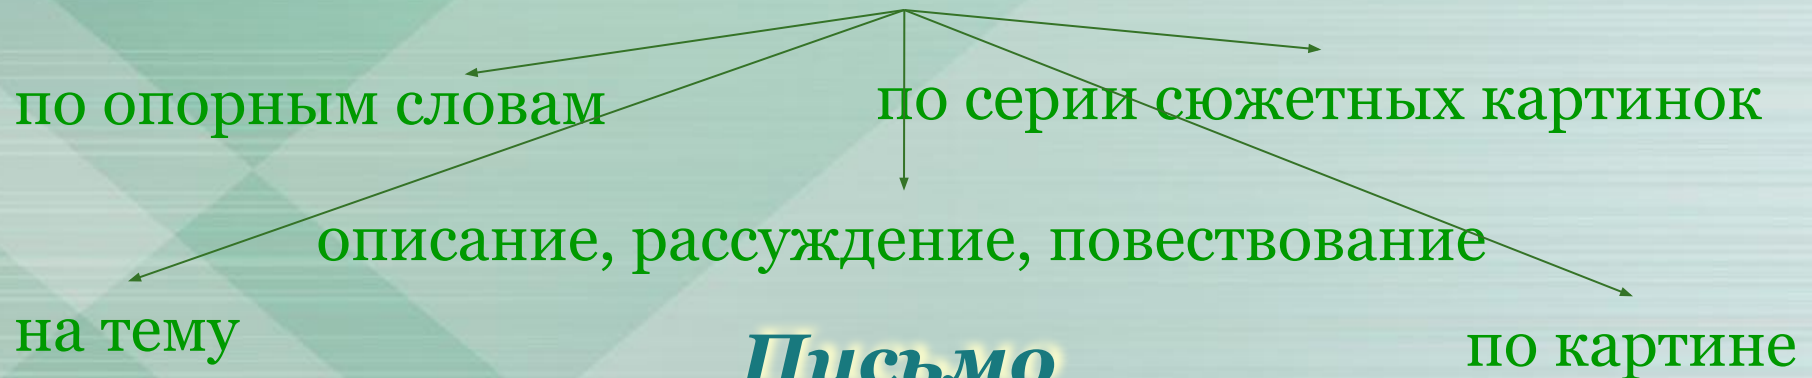 по опорным словам
по серии сюжетных картинок
описание, рассуждение, повествование
на тему
по картине
Письмо